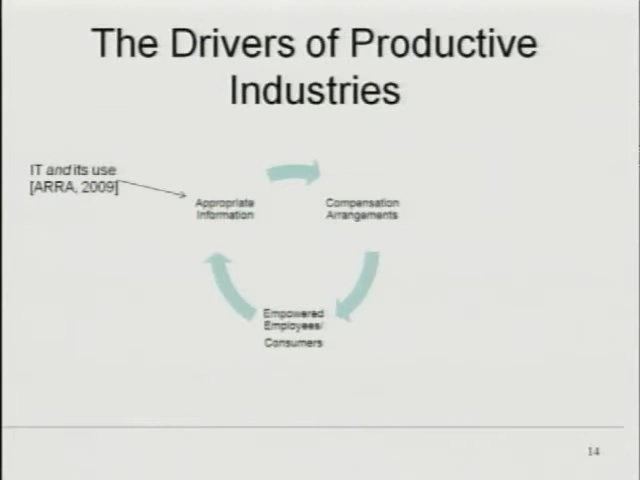 The Drivers of Productive
Industries
IT and its use
[ARRA, 2009]
Appropriate
Information
Compensation
Arrangements
Empowered
Employees/
Consumers
14